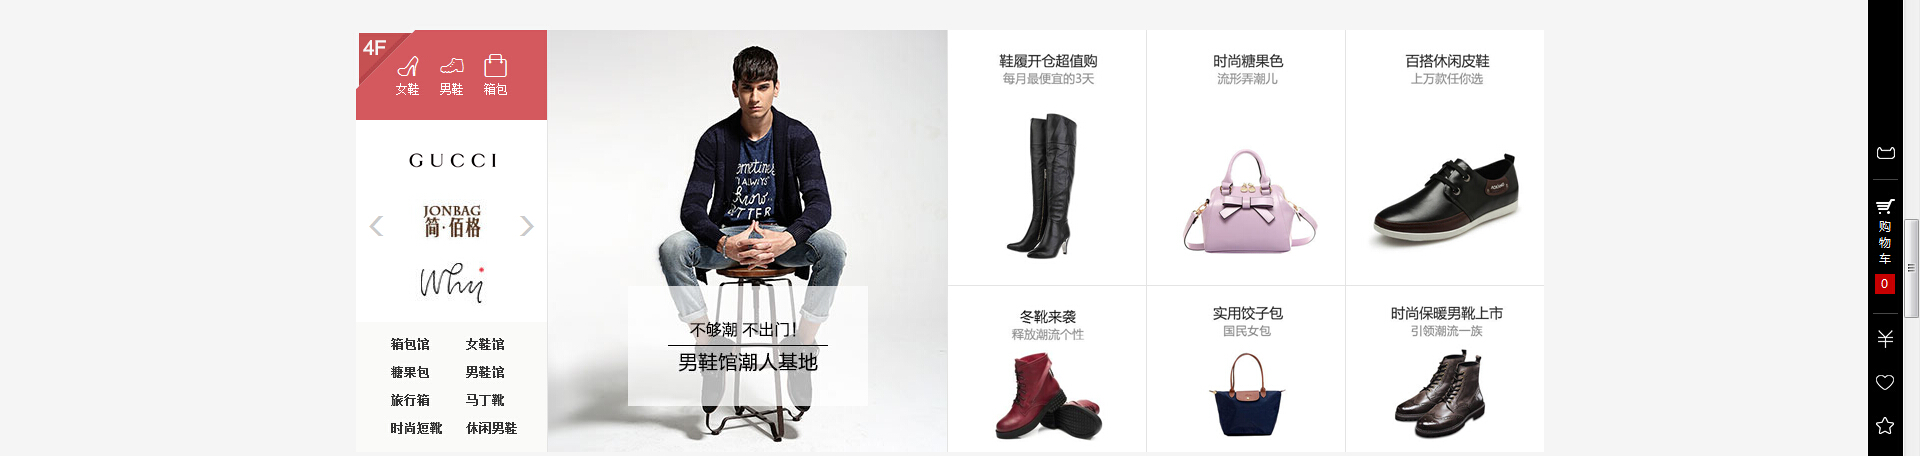 4F
女鞋 男鞋 箱包
GUCCI
JONBAG
简·佰格
Why
箱包馆 女鞋馆
糖果包 男鞋馆
旅行箱 马丁靴
时尚短靴 休闲男鞋
sometimes
I ALWAYS
know
不够潮 不出门!
男鞋馆潮人基地
鞋履开仓超值购
每月最便宜的3天
时尚糖果色
流形弄潮儿
百搭休闲皮鞋
上万款任你选
冬靴来袭
释放潮流个性
实用饺子包
国民女包
时尚保暖男靴上市
引领潮流一族
购
物
车
0